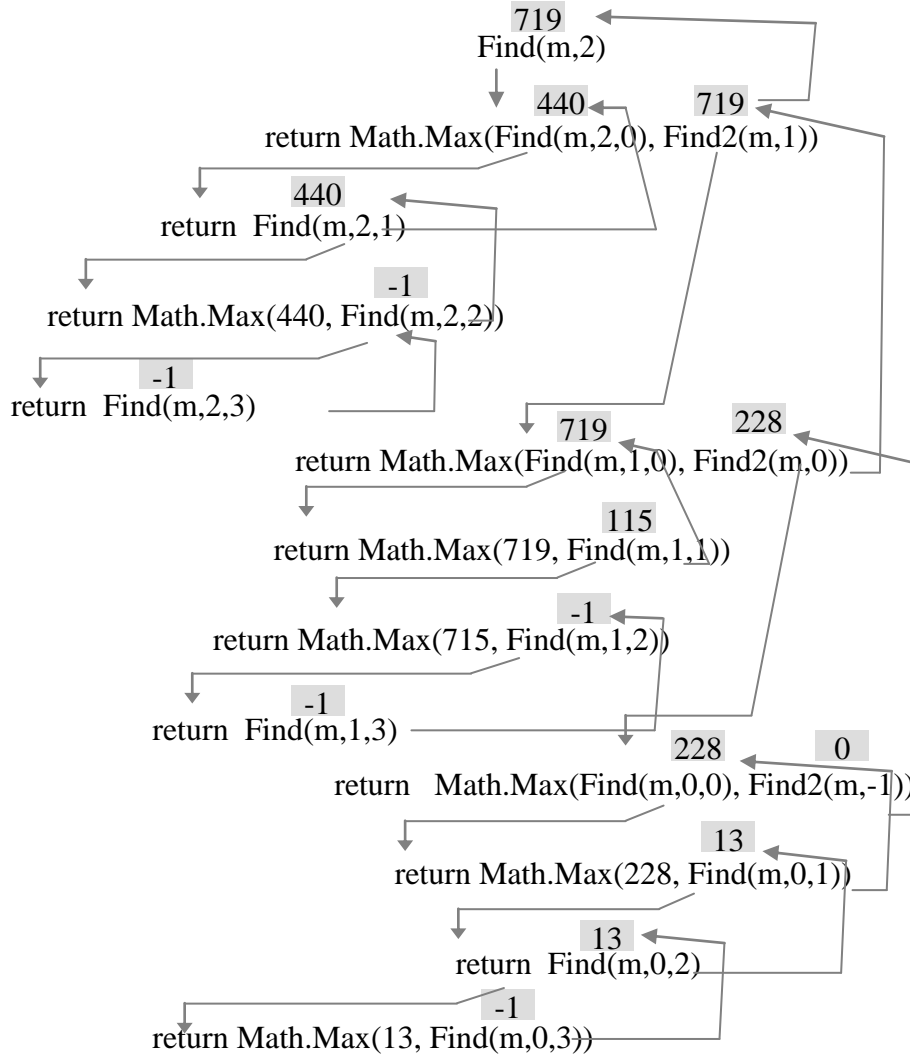 719
Find(m,2)
440 719
return Math.Max(Find(m,2,0), Find2(m,1))
440
return Find(m,2,1)
-1
return Math.Max(440, Find(m,2,2))
-1
return Find(m,2,3)
719 228
return Math.Max(Find(m,1,0), Find2(m,0))
115
return Math.Max(719, Find(m,1,1))
-1
return Math.Max(715, Find(m,1,2))
-1
return Find(m,1,3)
228 0
return Math.Max(Find(m,0,0), Find2(m,-1))
13
return Math.Max(228, Find(m,0,1))
13
return Find(m,0,2)
-1
return Math.Max(13, Find(m,0,3))